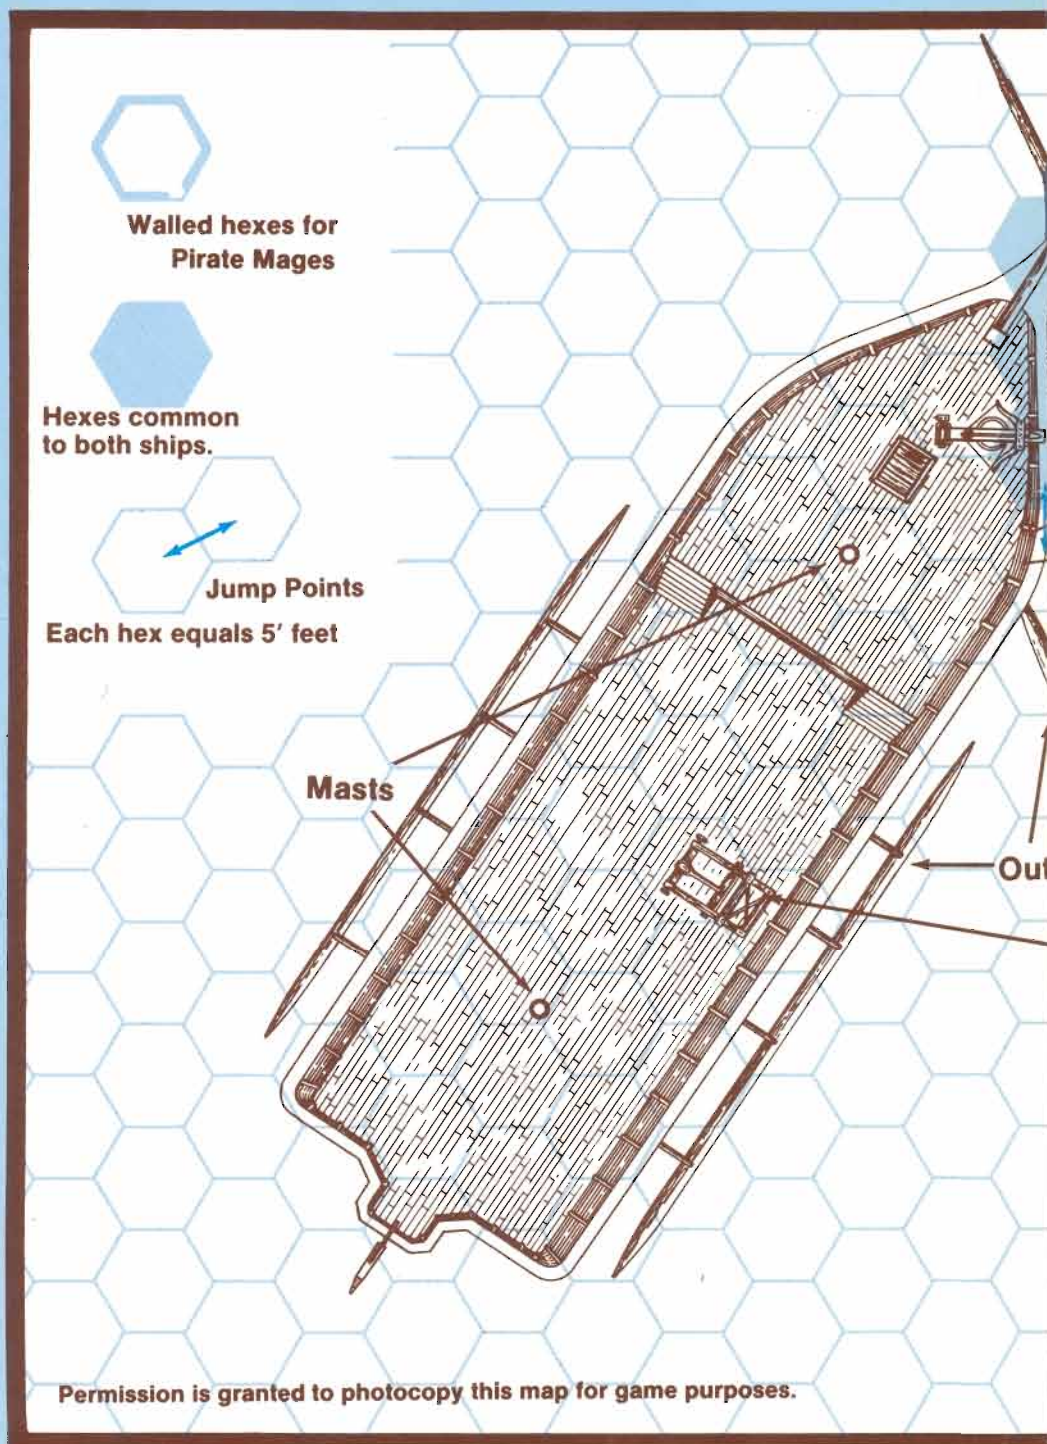 Walled hexes for
Pirate Mages
Hexes common
to both ships.
Jump Points
Each hex equals 5' feet
Masts
Out
Permission is granted to photocopy this map for game purposes.